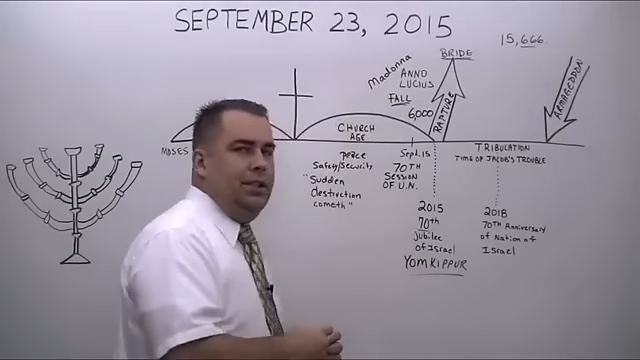 SEPTEMBER 23, 2015
15,666
BRIDE
Madonna
ANNO
LUCIUS
FALL
6,000
RAPTURE
ARMAGEDDON
MOSES
CHURCH
AGE
TRIBULATION
TIME OF JACOB'S TROUBLE
Peace
Safety/Security
"Sudden
destruction
cometh"
Sept. 15
70TH
SESSION
OF U.N.
2015
70th
Jubilee
of Israel
YOM KIPPUR
2018
70TH Anniversary
of Nation of
Israel